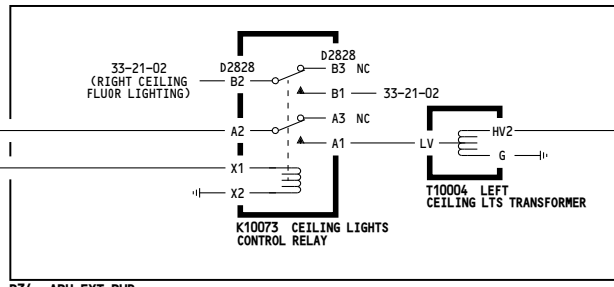 33-21-02
(RIGHT CEILING
FLUOR LIGHTING)
D2828
B2
D2828
B3 NC
B1
33-21-02
A2
A3 NC
A1
LV
HV2
G
X1
X2
T10004 LEFT
CEILING LTS TRANSFORMER
K10073 CEILING LIGHTS
CONTROL RELAY